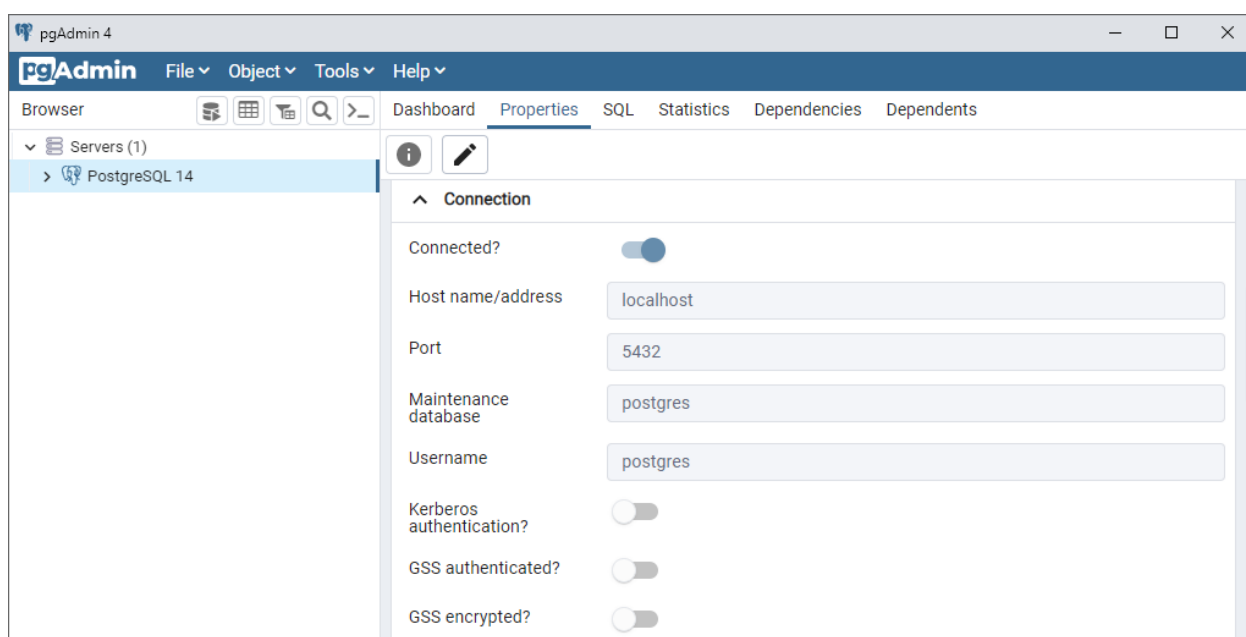 pgAdmin 4
pgAdmin File Object Tools Help
Browser >_ Dashboard Properties SQL Statistics Dependencies Dependents
Servers (1)
PostgreSQL 14
Connection
Connected?
Host name/address localhost
Port 5432
Maintenance
database postgres
Username postgres
Kerberos
authentication?
GSS authenticated?
GSS encrypted?